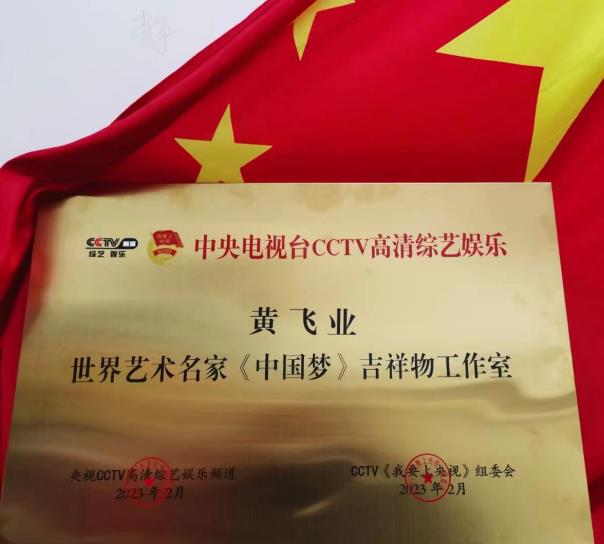 CCTV 高清
综艺 娱乐
中央电视台CCTV高清综艺娱乐
黄飞业
世界艺术名家《中国梦》吉祥物工作室
央视CCTV高清综艺娱乐频道
2023年2月
CCTV《我要上央视》组委会
2023年2月